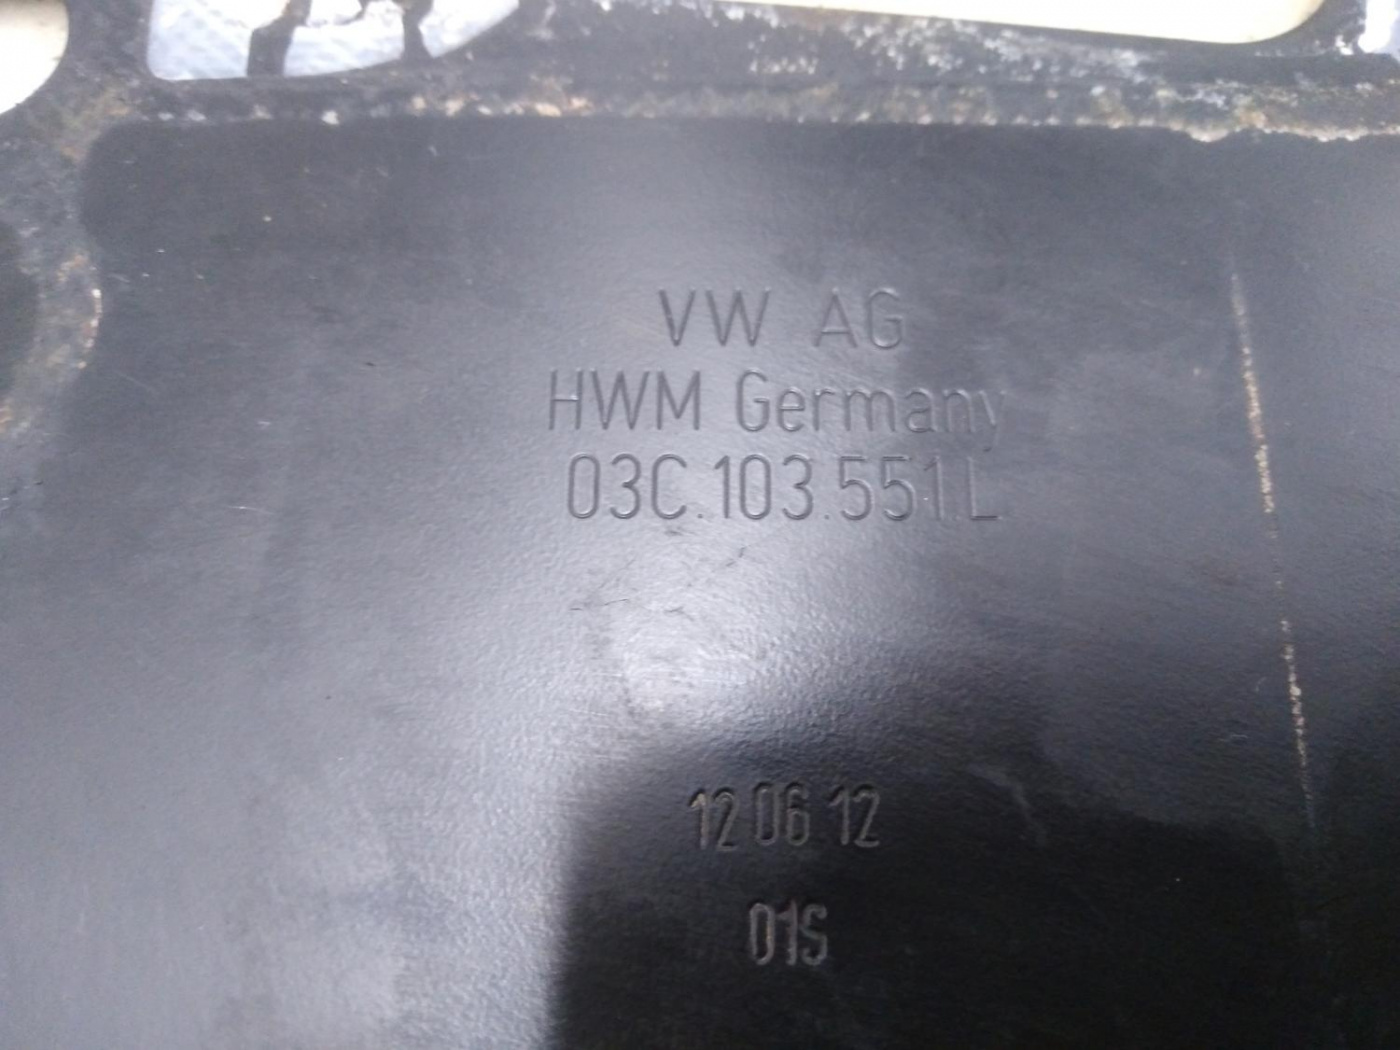 VW AG
HWM Germany
03C.103.551.L
12 06 12
01S